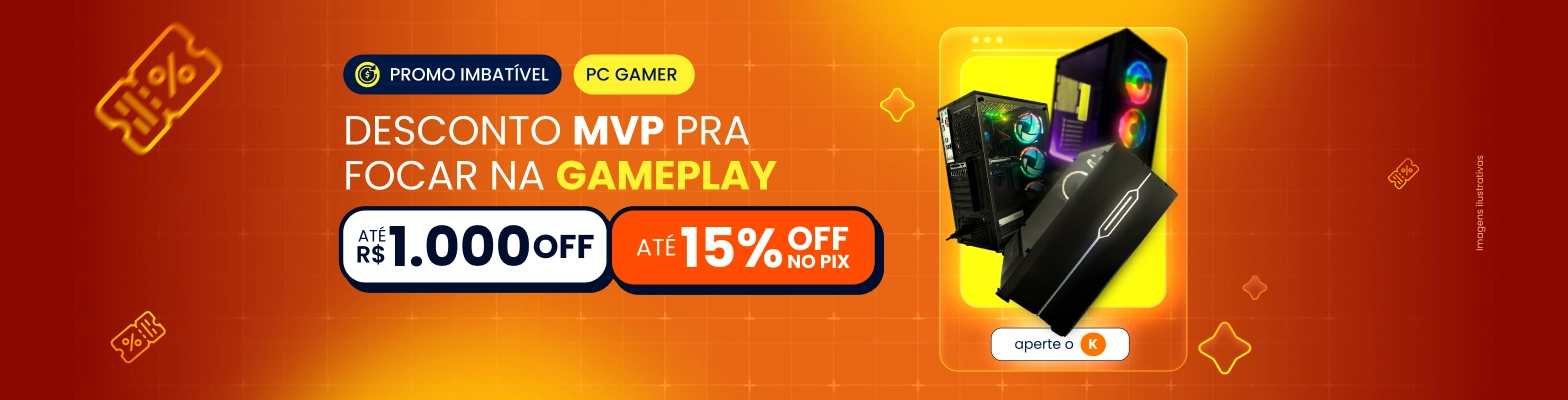 PROMO IMBATÍVEL
PC GAMER
DESCONTO MVP PRA
FOCAR NA GAMEPLAY
ATÉ R$ 1.000 OFF
ATÉ 15% OFF NO PIX
aperte o K
Imagens ilustrativas